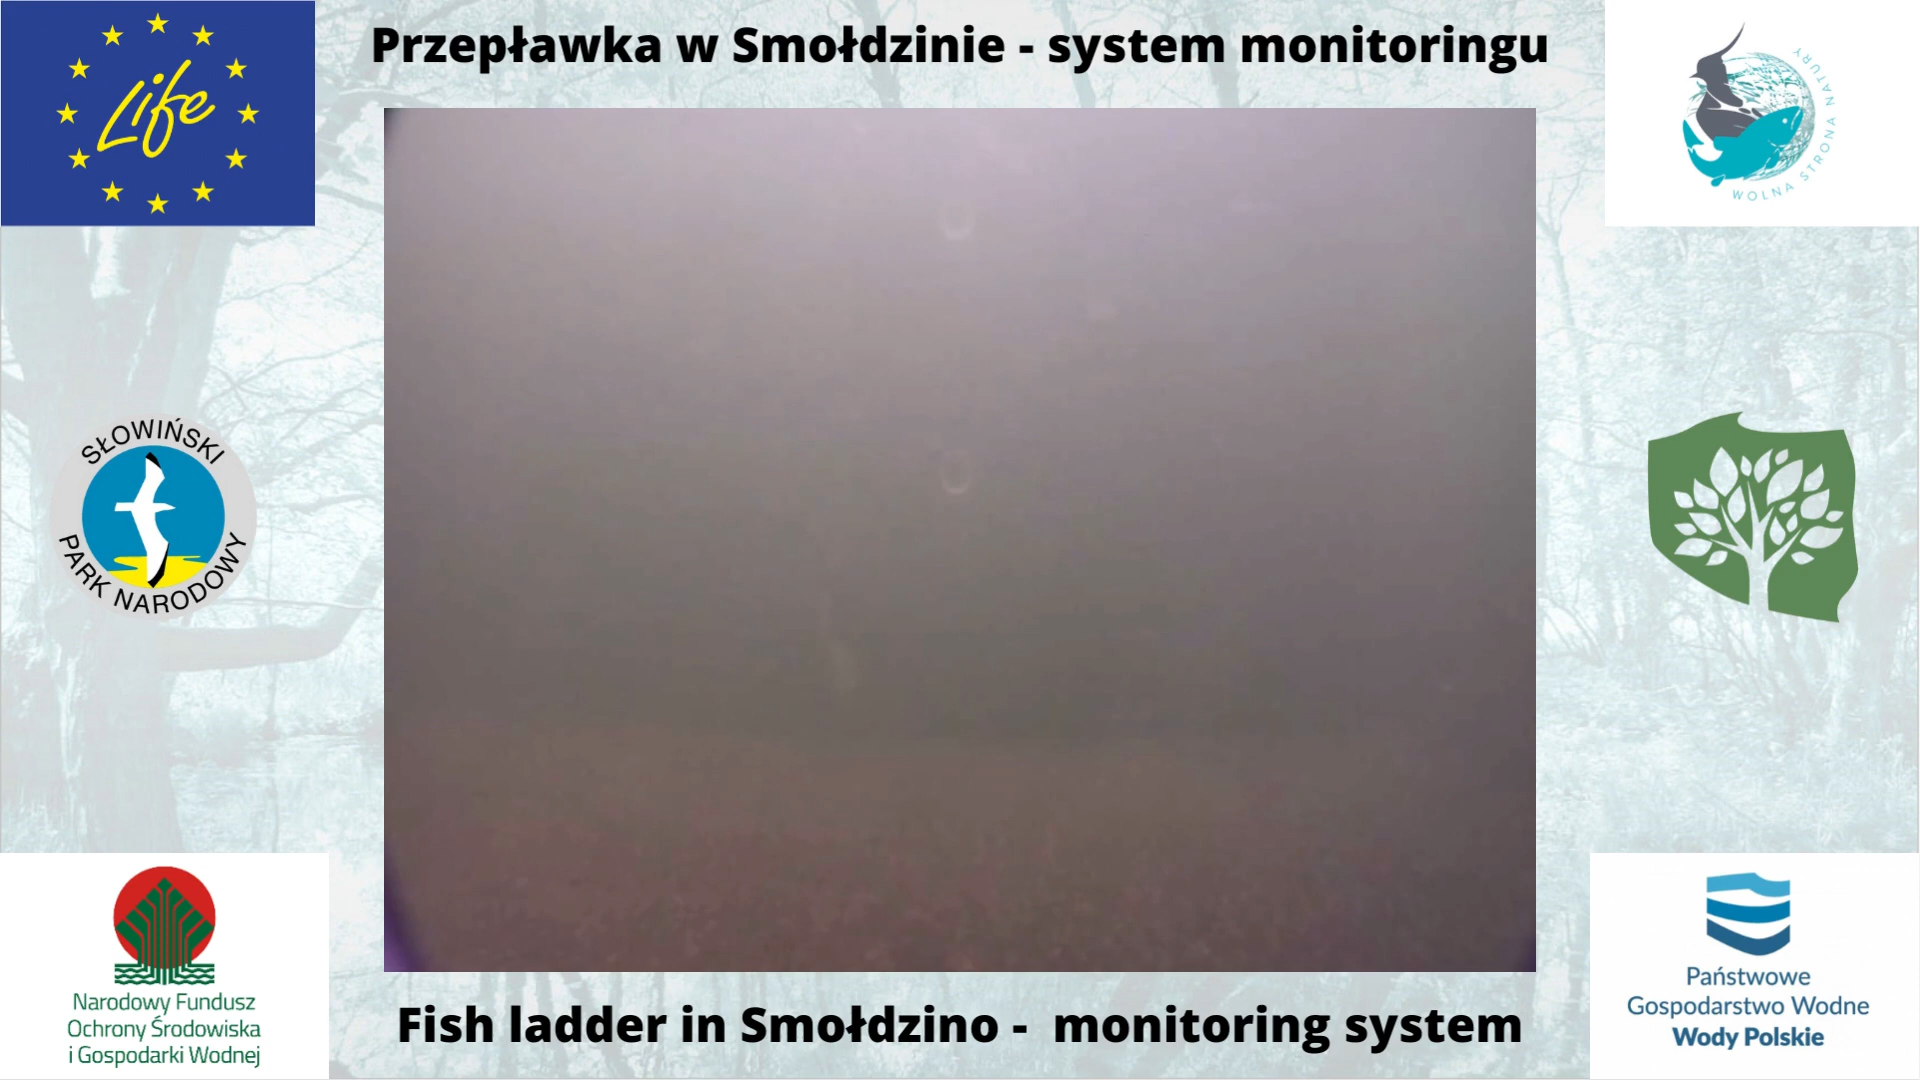 Przepławka w Smołdzinie - system monitoringu
Life
WOLNA STRONA NATURY
SŁOWIŃSKI
PARK NARODOWY
Narodowy Fundusz
Ochrony Środowiska
i Gospodarki Wodnej
Państwowe
Gospodarstwo Wodne
Wody Polskie
Fish ladder in Smołdzino - monitoring system